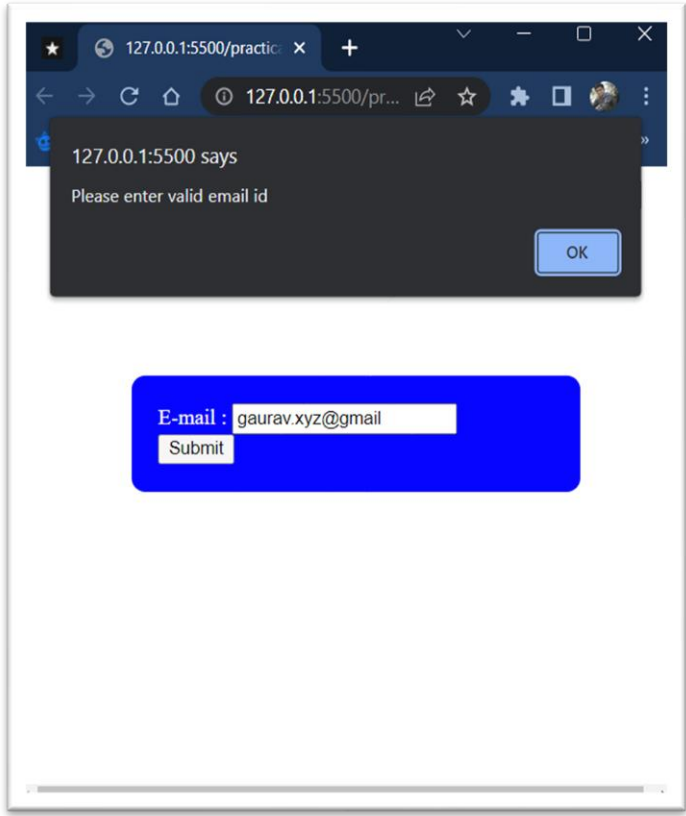 127.0.0.1:5500/practic
127.0.0.1:5500/pr...
127.0.0.1:5500 says
Please enter valid email id
OK
E-mail : gaurav.xyz@gmail
Submit